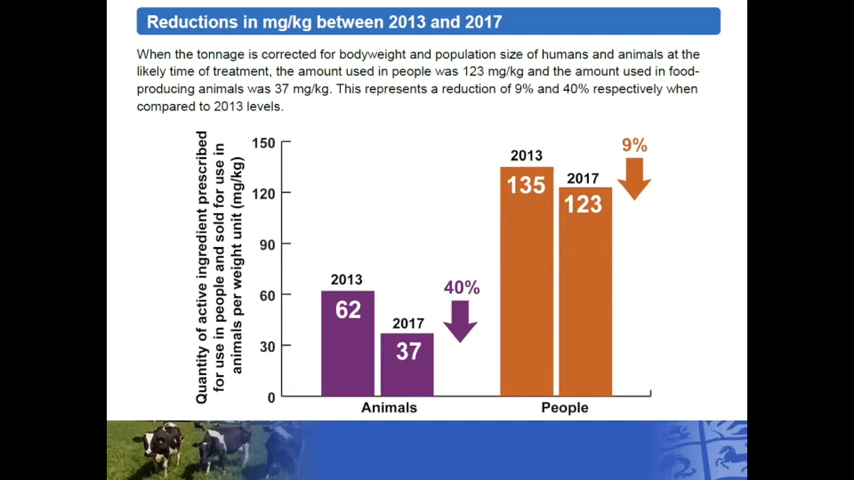 Reductions in mg/kg between 2013 and 2017
When the tonnage is corrected for bodyweight and population size of humans and animals at the
likely time of treatment, the amount used in people was 123 mg/kg and the amount used in food-
producing animals was 37 mg/kg. This represents a reduction of 9% and 40% respectively when
compared to 2013 levels.
Quantity of active ingredient prescribed
for use in people and sold for use in
animals per weight unit (mg/kg)
150
120
90
60
30
0
2013
62
2017
37
40%
2013
135
2017
123
9%
Animals
People